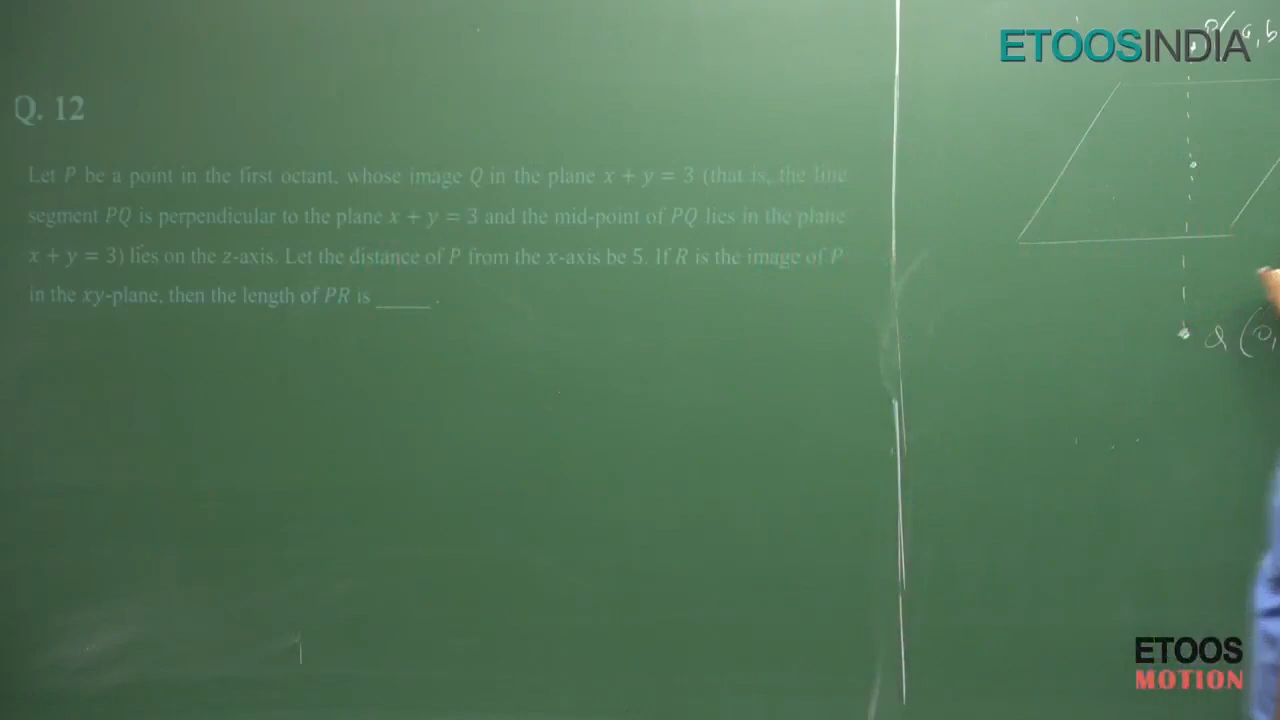 ETOOSINDIA
Q. 12
Let P be a point in the first octant, whose image Q in the plane x + y = 3 (that is, the line
segment PQ is perpendicular to the plane x + y = 3 and the mid-point of PQ lies in the plane
x + y = 3) lies on the z-axis. Let the distance of P from the x-axis be 5. If R is the image of P
in the xy-plane, then the length of PR is _____ .
a, b
Q (0,
ETOOS
MOTION